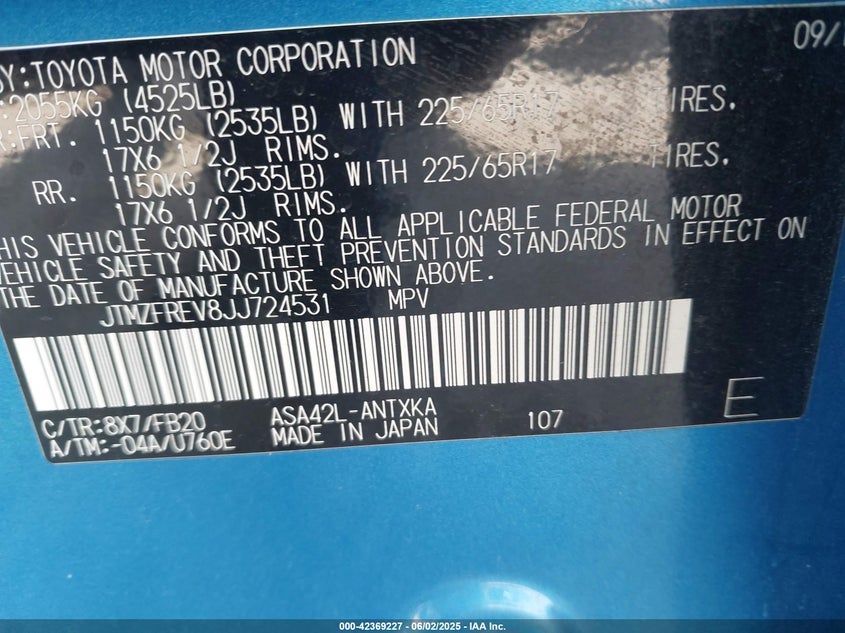 BY:TOYOTA MOTOR CORPORATION 09/1
:2055KG (4525LB)
R:FRT. 1150KG (2535LB) WITH 225/65R17 TIRES.
17X6 1/2J RIMS.
RR. 1150KG (2535LB) WITH 225/65R17 TIRES.
17X6 1/2J RIMS.
THIS VEHICLE CONFORMS TO ALL APPLICABLE FEDERAL MOTOR
VEHICLE SAFETY AND THEFT PREVENTION STANDARDS IN EFFECT ON
THE DATE OF MANUFACTURE SHOWN ABOVE.
JTMZFREV8JJ724531 MPV
C/TR:8X7/FB20 ASA42L-ANTXKA
A/TM:-04A/U760E MADE IN JAPAN 107 E
000-42369227 - 06/02/2025 - IAA Inc.